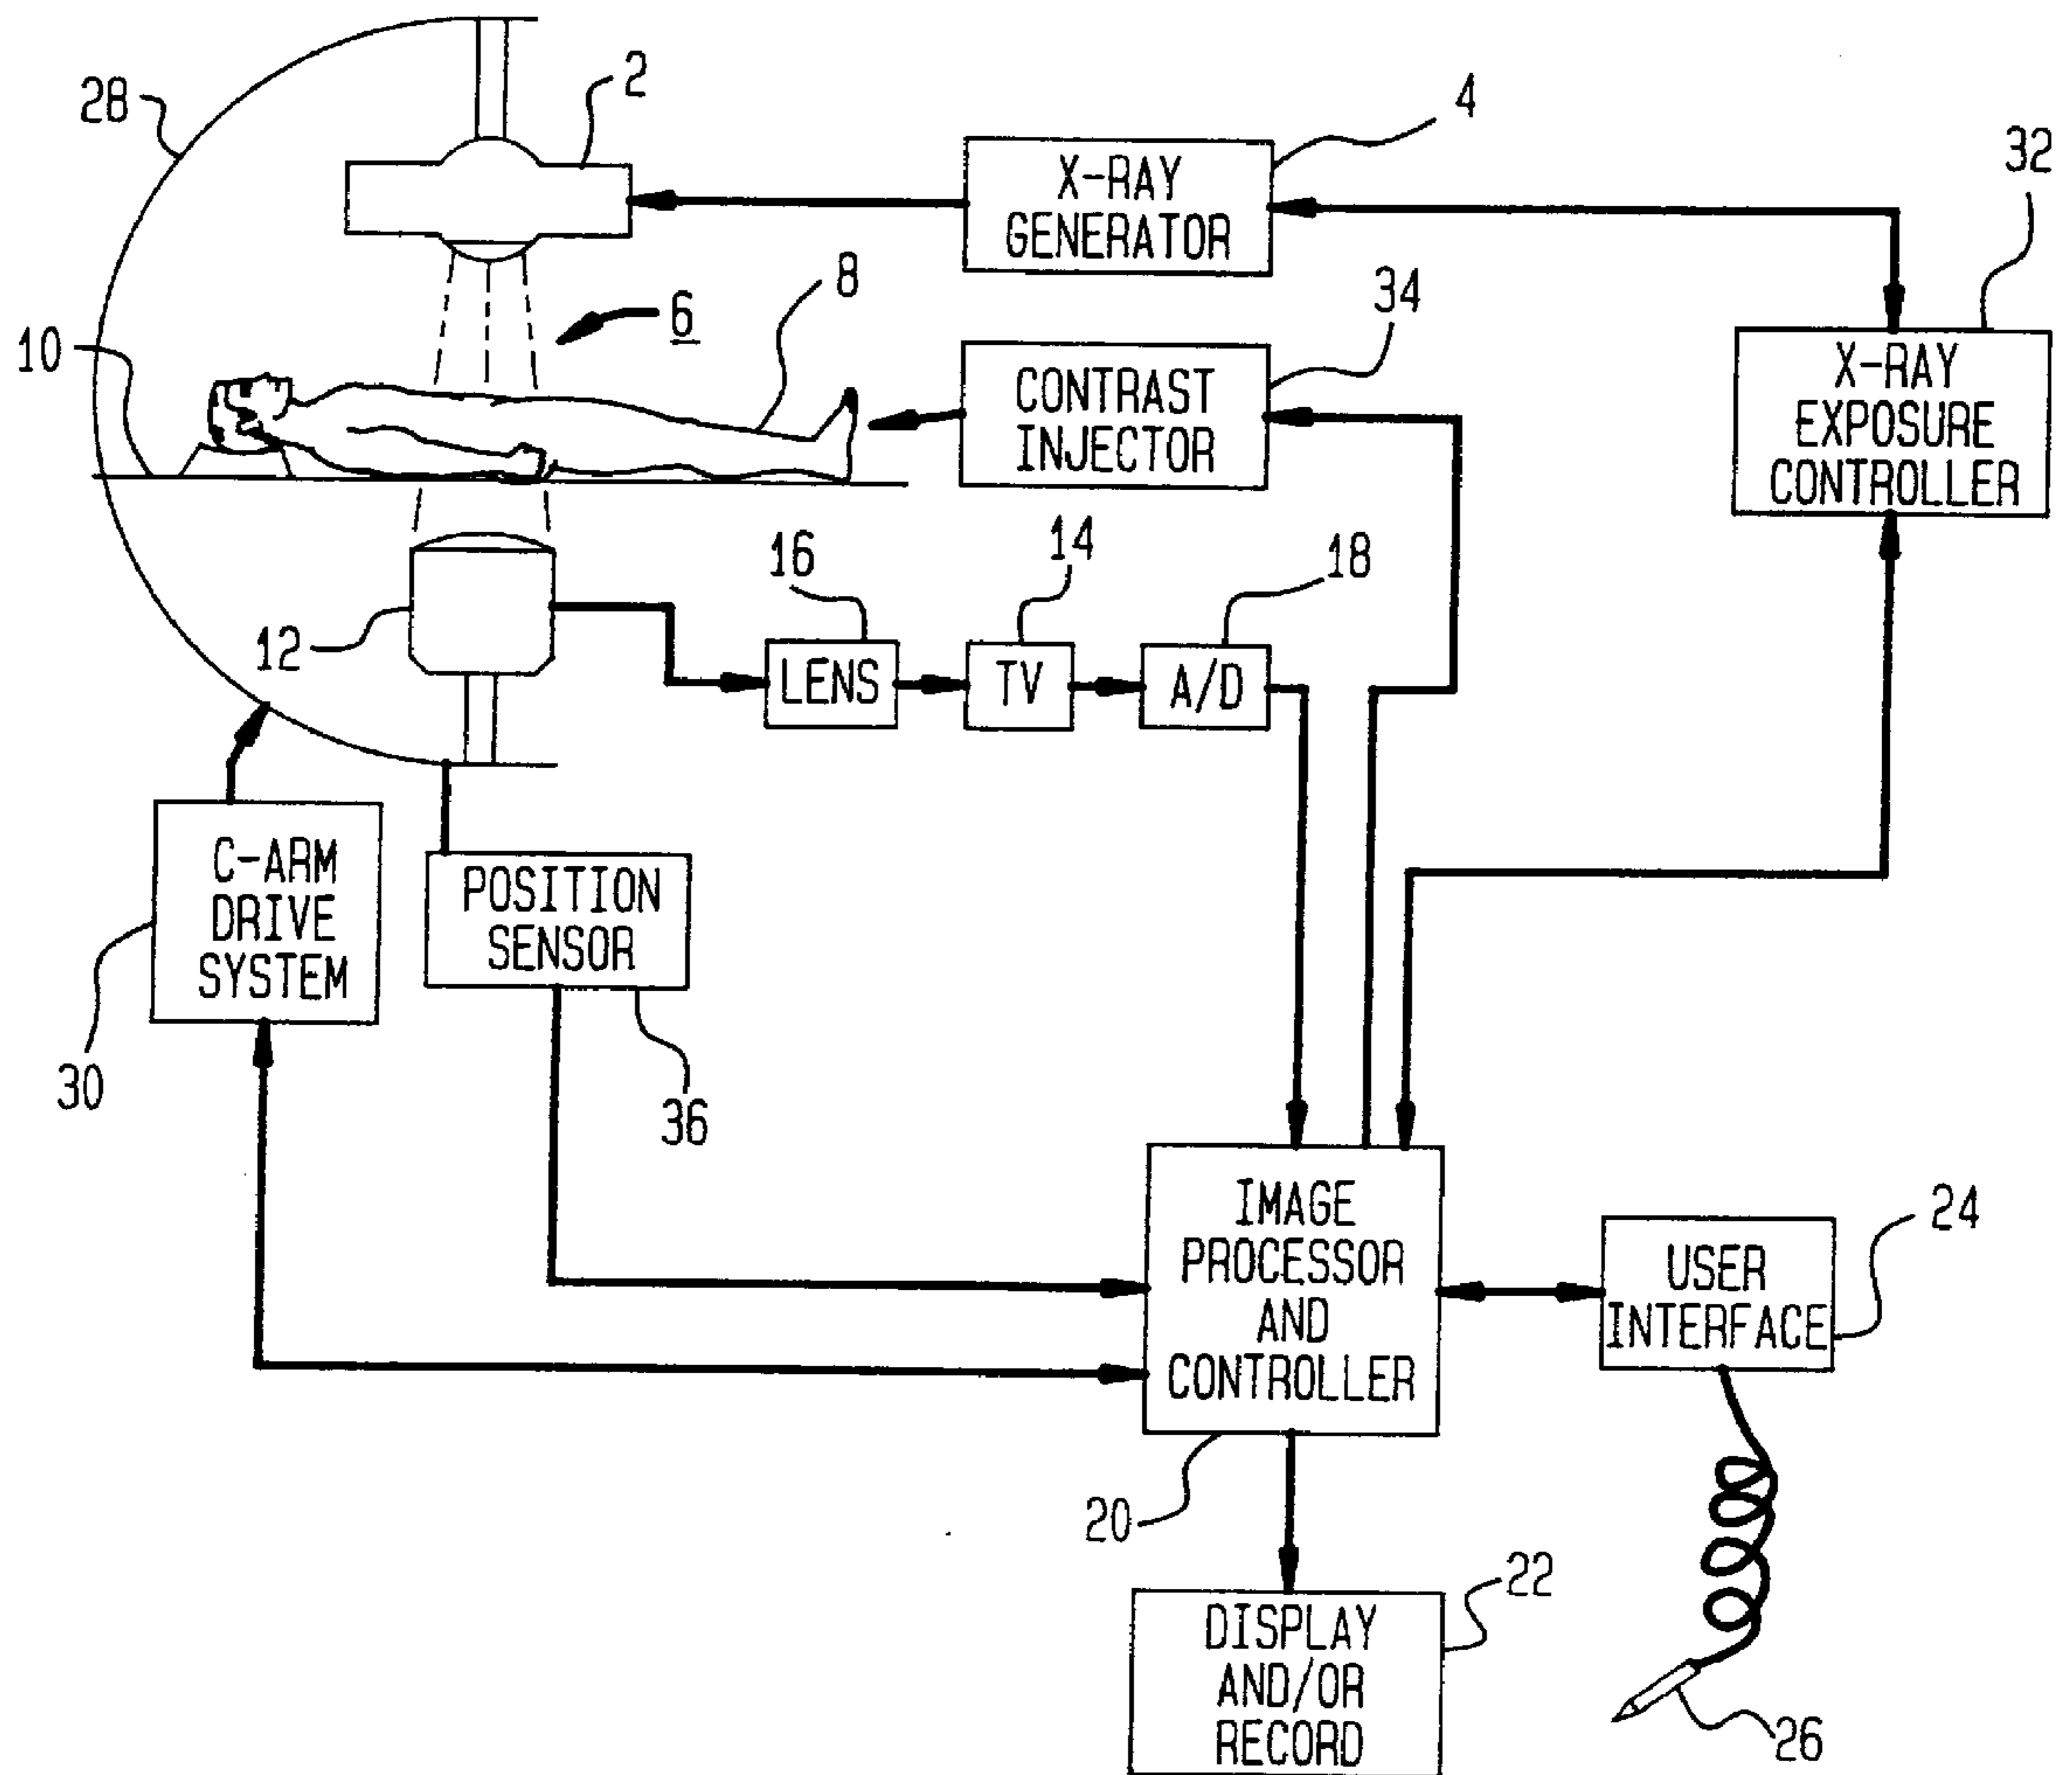 28
2
4
X-RAY
GENERATOR
32
8
6
34
10
CONTRAST
INJECTOR
X-RAY
EXPOSURE
CONTROLLER
16
14
18
12
LENS
TV
A/D
C-ARM
DRIVE
SYSTEM
POSITION
SENSOR
30
36
IMAGE
PROCESSOR
AND
CONTROLLER
24
USER
INTERFACE
20
22
DISPLAY
AND/OR
RECORD
26